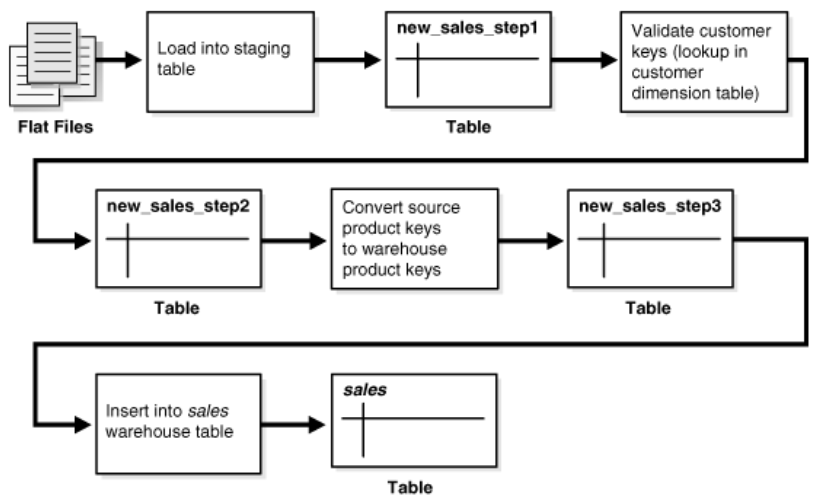 Flat Files
Load into staging
table
new_sales_step1
Table
Validate customer
keys (lookup in
customer
dimension table)
new_sales_step2
Table
Convert source
product keys
to warehouse
product keys
new_sales_step3
Table
Insert into sales
warehouse table
sales
Table